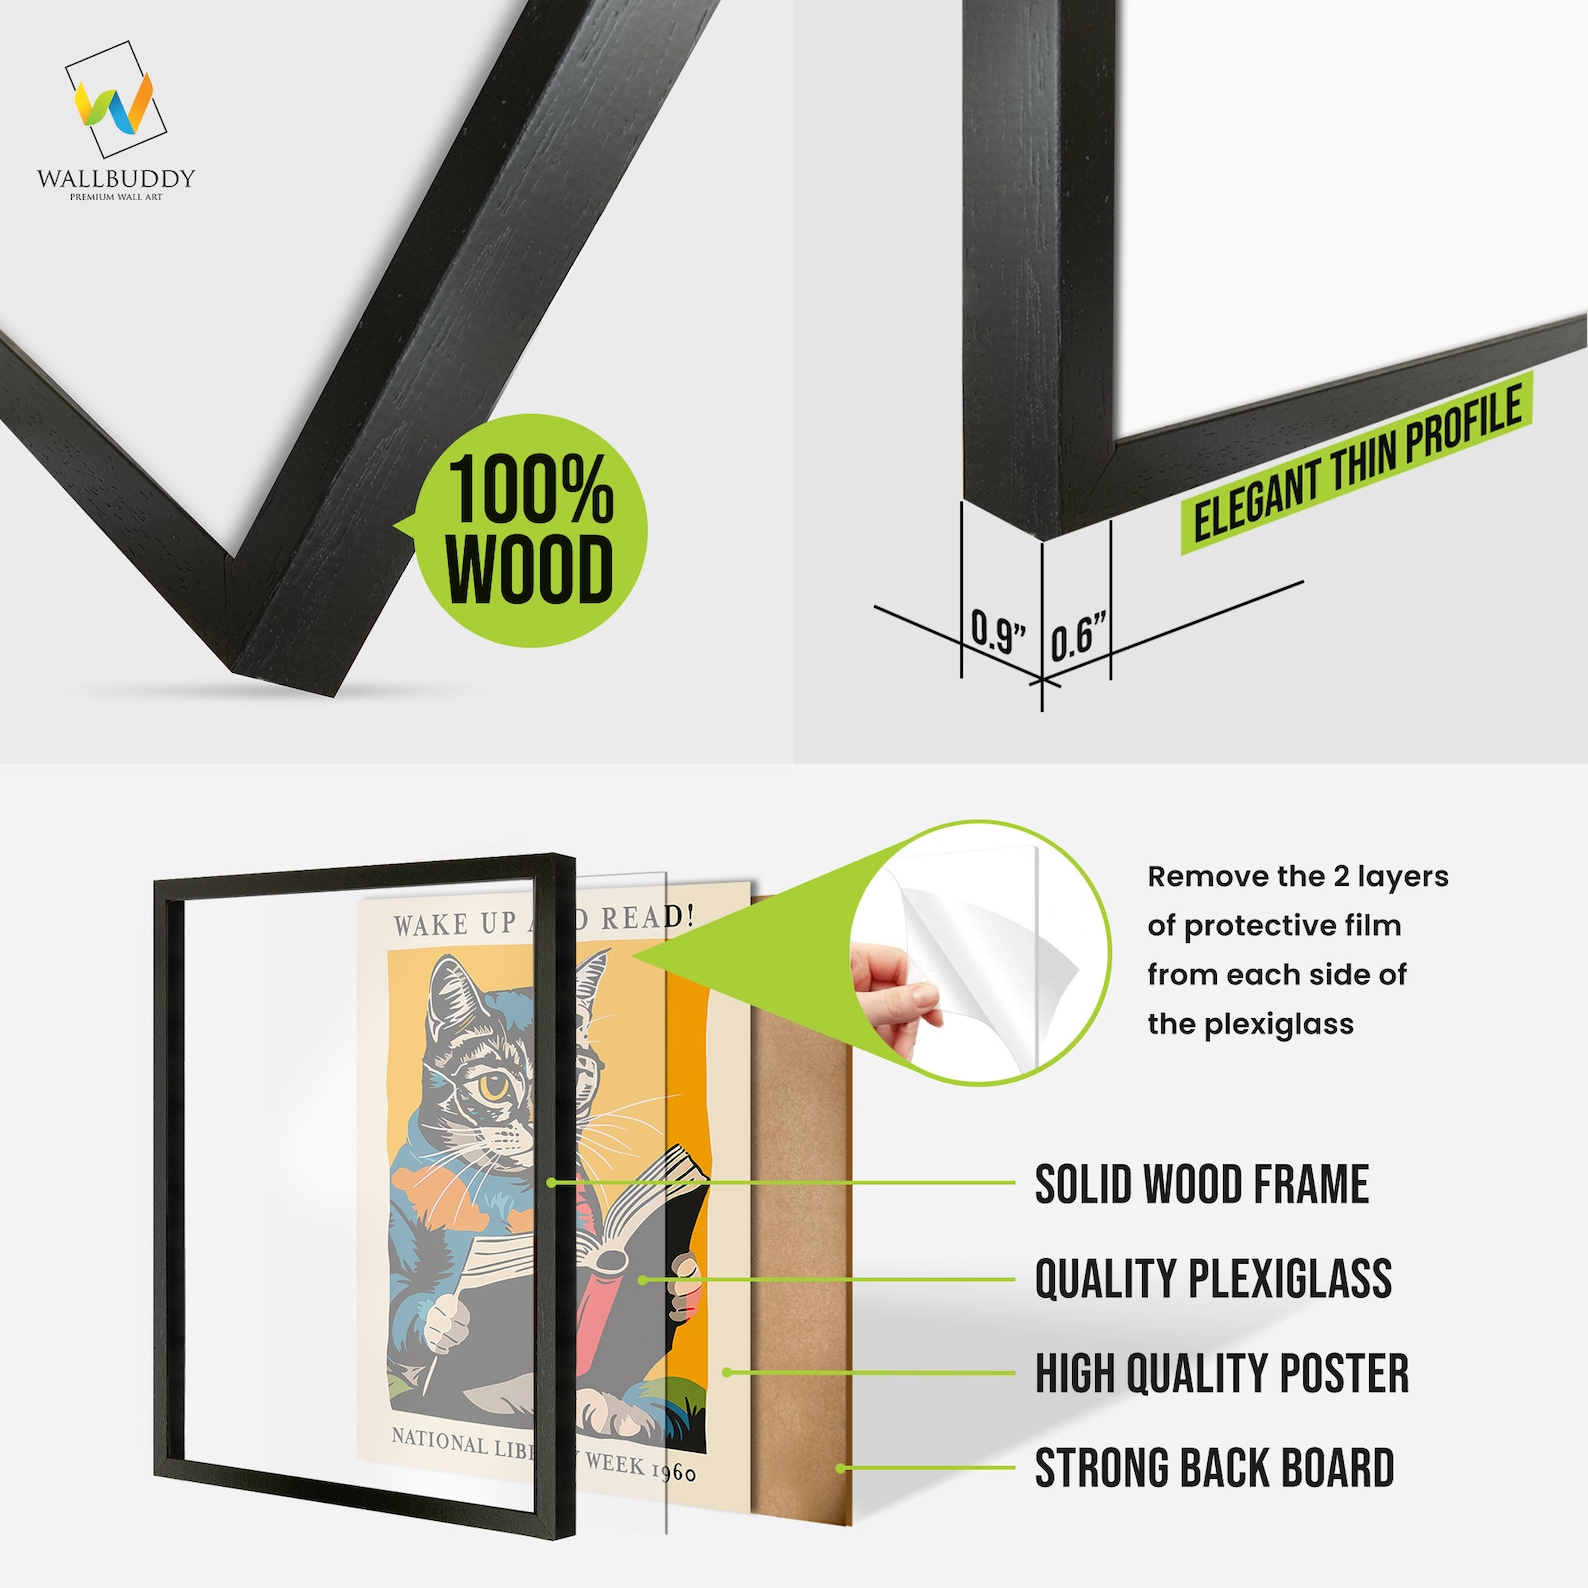 WALLBUDDY
PREMIUM WALL ART
100%
WOOD
ELEGANT THIN PROFILE
0.9”
0.6”
Remove the 2 layers
of protective film
from each side of
the plexiglass
WAKE UP A D READ!
NATIONAL LIB Y WEEK 1960
SOLID WOOD FRAME
QUALITY PLEXIGLASS
HIGH QUALITY POSTER
STRONG BACK BOARD